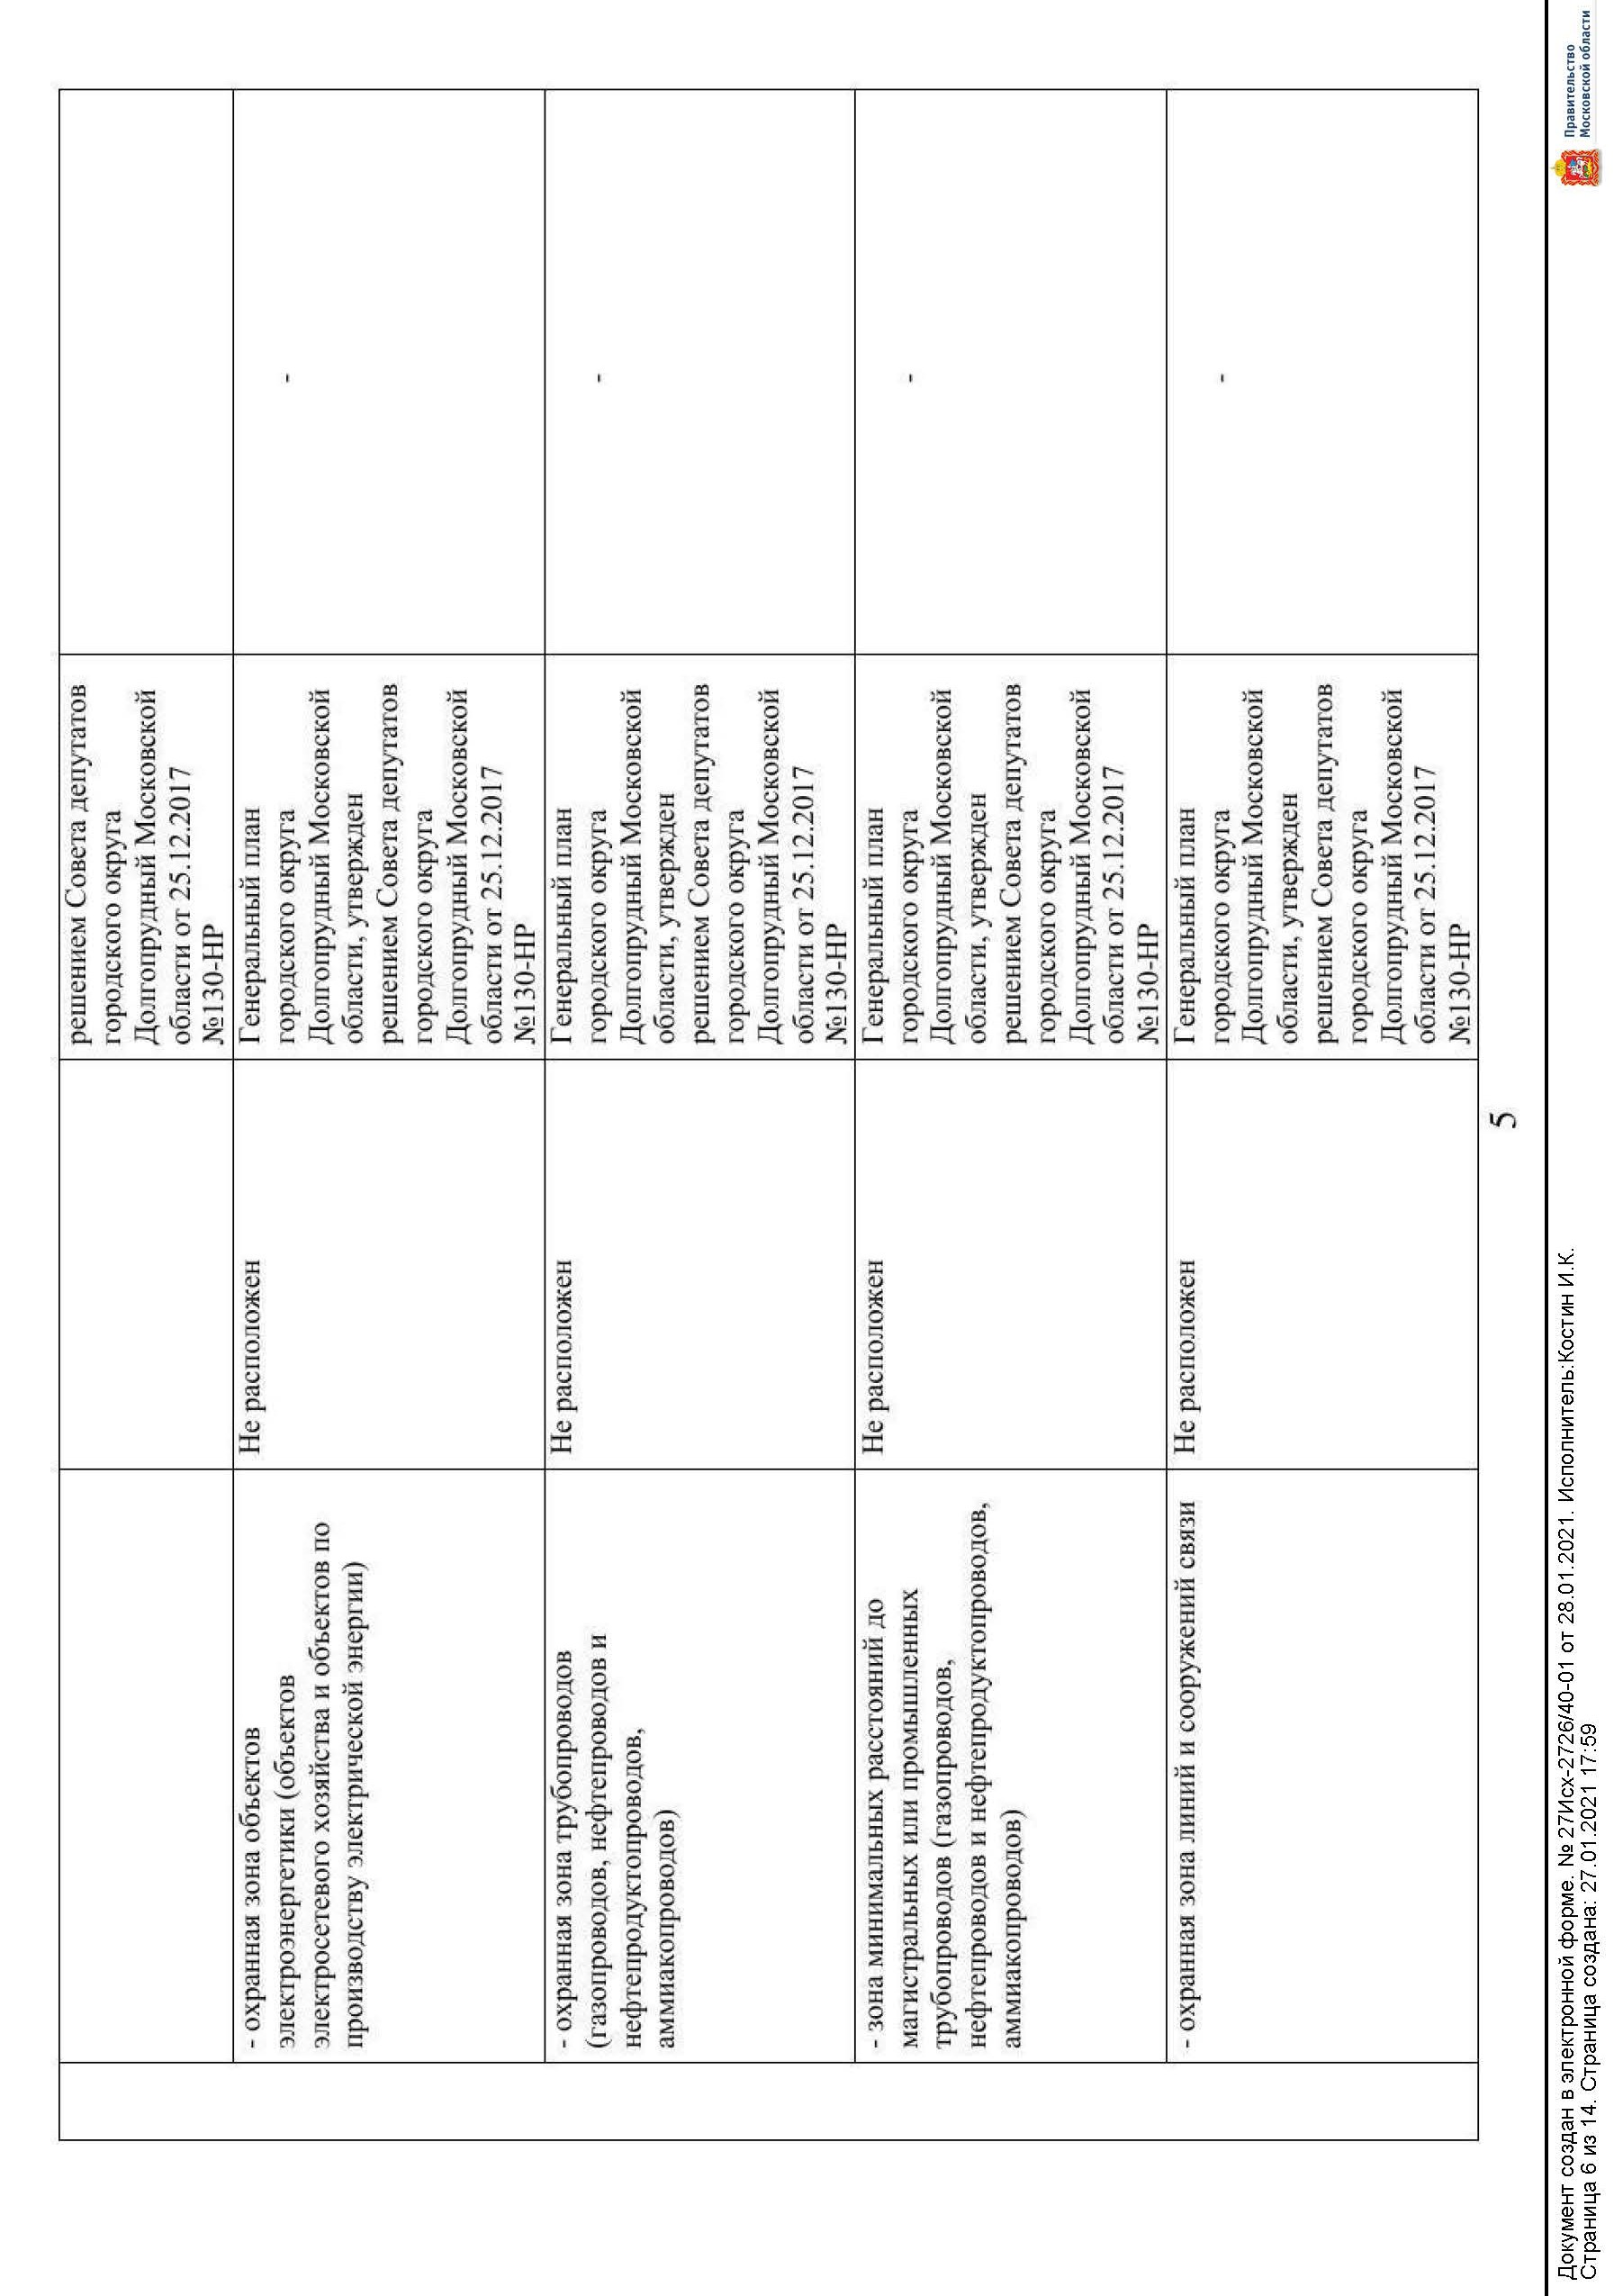 решением Совета депутатов
городского округа
Долгопрудный Московской
области от 25.12.2017
№130-НР
- охранная зона объектов
электроэнергетики (объектов
электросетевого хозяйства и объектов по
производству электрической энергии)
Не расположен
Генеральный план
городского округа
Долгопрудный Московской
области, утвержден
решением Совета депутатов
городского округа
Долгопрудный Московской
области от 25.12.2017
№130-НР
-
- охранная зона трубопроводов
(газопроводов, нефтепроводов и
нефтепродуктопроводов,
аммиакопроводов)
Не расположен
Генеральный план
городского округа
Долгопрудный Московской
области, утвержден
решением Совета депутатов
городского округа
Долгопрудный Московской
области от 25.12.2017
№130-НР
-
- зона минимальных расстояний до
магистральных или промышленных
трубопроводов (газопроводов,
нефтепроводов и нефтепродуктопроводов,
аммиакопроводов)
Не расположен
Генеральный план
городского округа
Долгопрудный Московской
области, утвержден
решением Совета депутатов
городского округа
Долгопрудный Московской
области от 25.12.2017
№130-НР
-
- охранная зона линий и сооружений связи
Не расположен
Генеральный план
городского округа
Долгопрудный Московской
области, утвержден
решением Совета депутатов
городского округа
Долгопрудный Московской
области от 25.12.2017
№130-НР
-
5
Документ создан в электронной форме. № 27Исх-2726/40-01 от 28.01.2021. Исполнитель:Костин И.К.
Страница 6 из 14. Страница создана: 27.01.2021 17:59
Правительство
Московской области